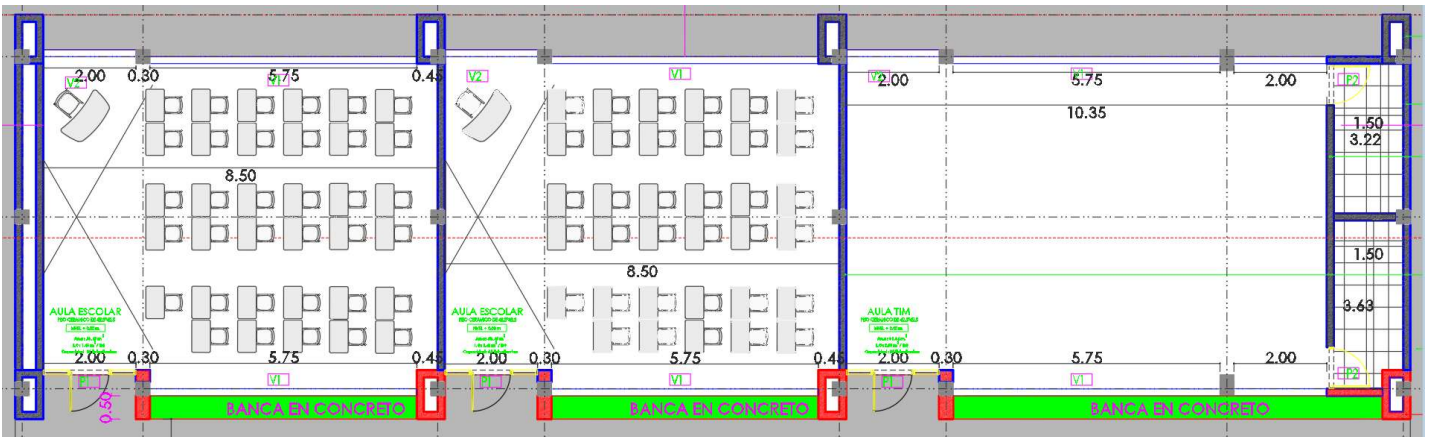 2.00 0.30 5.75 0.45
V2 V1
V2 V1
2.00 5.75 2.00
V1 P2
10.35
1.50
3.22
8.50
8.50
1.50
3.63
AULA ESCOLAR
AULA ESCOLAR
AULA TIM
2.00 0.30 5.75 0.45
2.00 0.30 5.75 0.45
2.00 0.30 5.75 2.00
P1 V1
P1 V1
P1 V1 P2
0.50
BANCA EN CONCRETO
BANCA EN CONCRETO
BANCA EN CONCRETO